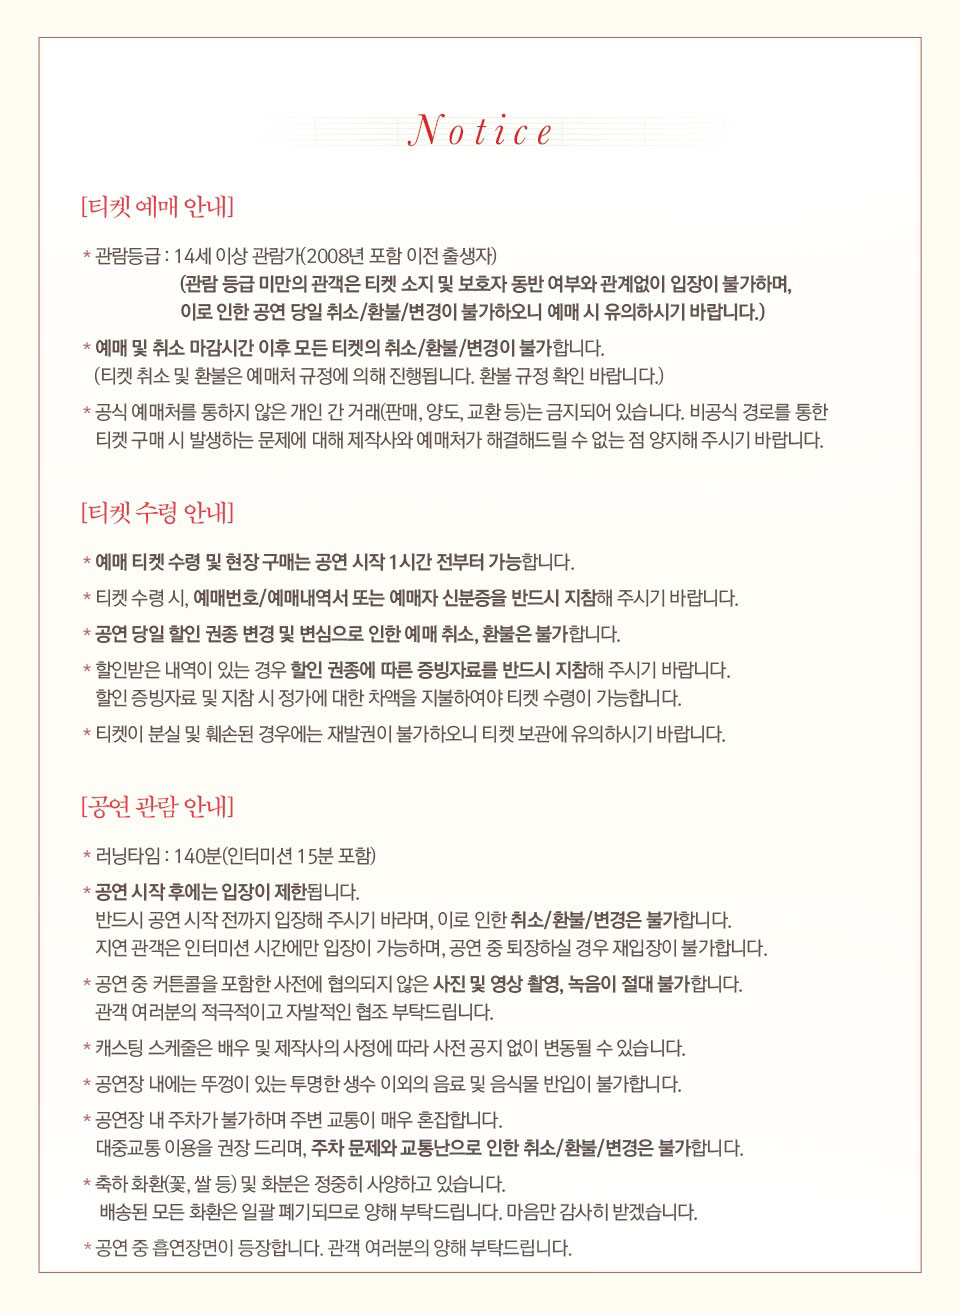 Notice
[티켓 예매 안내]
* 관람등급 : 14세 이상 관람가(2008년 포함 이전 출생자)
(관람 등급 미만의 관객은 티켓 소지 및 보호자 동반 여부와 관계없이 입장이 불가하며,
이로 인한 공연 당일 취소/환불/변경이 불가하오니 예매 시 유의하시기 바랍니다.)
* 예매 및 취소 마감시간 이후 모든 티켓의 취소/환불/변경이 불가합니다.
(티켓 취소 및 환불은 예매처 규정에 의해 진행됩니다. 환불 규정 확인 바랍니다.)
* 공식 예매처를 통하지 않은 개인 간 거래(판매, 양도, 교환 등)는 금지되어 있습니다. 비공식 경로를 통한
티켓 구매 시 발생하는 문제에 대해 제작사와 예매처가 해결해드릴 수 없는 점 양지해 주시기 바랍니다.
[티켓 수령 안내]
* 예매 티켓 수령 및 현장 구매는 공연 시작 1시간 전부터 가능합니다.
* 티켓 수령 시, 예매번호/예매내역서 또는 예매자 신분증을 반드시 지참해 주시기 바랍니다.
* 공연 당일 할인 권종 변경 및 변심으로 인한 예매 취소, 환불은 불가합니다.
* 할인받은 내역이 있는 경우 할인 권종에 따른 증빙자료를 반드시 지참해 주시기 바랍니다.
할인 증빙자료 및 지참 시 정가에 대한 차액을 지불하여야 티켓 수령이 가능합니다.
* 티켓이 분실 및 훼손된 경우에는 재발권이 불가하오니 티켓 보관에 유의하시기 바랍니다.
[공연 관람 안내]
* 러닝타임 : 140분(인터미션 15분 포함)
* 공연 시작 후에는 입장이 제한됩니다.
반드시 공연 시작 전까지 입장해 주시기 바라며, 이로 인한 취소/환불/변경은 불가합니다.
지연 관객은 인터미션 시간에만 입장이 가능하며, 공연 중 퇴장하실 경우 재입장이 불가합니다.
* 공연 중 커튼콜을 포함한 사전에 협의되지 않은 사진 및 영상 촬영, 녹음이 절대 불가합니다.
관객 여러분의 적극적이고 자발적인 협조 부탁드립니다.
* 캐스팅 스케줄은 배우 및 제작사의 사정에 따라 사전 공지 없이 변동될 수 있습니다.
* 공연장 내에는 뚜껑이 있는 투명한 생수 이외의 음료 및 음식물 반입이 불가합니다.
* 공연장 내 주차가 불가하며 주변 교통이 매우 혼잡합니다.
대중교통 이용을 권장 드리며, 주차 문제와 교통난으로 인한 취소/환불/변경은 불가합니다.
* 축하 화환(꽃, 쌀 등) 및 화분은 정중히 사양하고 있습니다.
배송된 모든 화환은 일괄 폐기되므로 양해 부탁드립니다. 마음만 감사히 받겠습니다.
* 공연 중 흡연장면이 등장합니다. 관객 여러분의 양해 부탁드립니다.